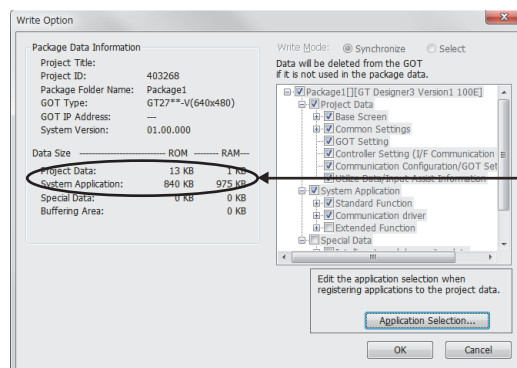 Write Option
Package Data Information
Project Title:
Project ID: 403268
Package Folder Name: Package1
GOT Type: GT27**-V(640x480)
GOT IP Address: ---
System Version: 01.00.000
Data Size -------------------- ROM ------- RAM---
Project Data: 13 KB 1 KB
System Application: 840 KB 975 KB
Special Data: 0 KB 0 KB
Buffering Area: 0 KB
Write Mode: Synchronize Select
Data will be deleted from the GOT
if it is not used in the package data.
Package1[][GT Designer3 Version1 100E]
Project Data
Base Screen
Common Settings
GOT Setting
Controller Setting (I/F Communication
Communication Configuration/GOT Set
Utilize Data/Input Assist Information
System Application
Standard Function
Communication driver
Extended Function
Special Data
Edit the application selection when
registering applications to the project data.
Application Selection...
OK Cancel